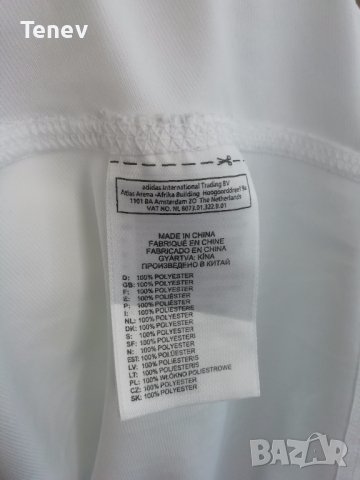 Tenev
adidas International Trading BV
Atlas Arena -Afrika Building Hoogoorddreef 9a
1101 BA Amsterdam ZO The Netherlands
VAT NO. NL 8073.01.322.B.01
MADE IN CHINA
FABRIQUÉ EN CHINE
FABRICADO EN CHINA
GYÁRTVA: KÍNA
ПРОИЗВЕДЕНО В КИТАЙ
D: 100% POLYESTER
GB: 100% POLYESTER
F: 100% POLYESTER
E: 100% POLIÉSTER
P: 100% POLIÉSTER
I: 100% POLIESTERE
NL: 100% POLYESTER
DK: 100% POLYESTER
S: 100% POLYESTER
SF: 100% POLYESTERI
N: 100% POLYESTER
EST: 100% POLÜESTER
LV: 100% POLIESTERIS
LT: 100% POLIESTERIS
PL: 100% WŁÓKNO POLIESTROWE
CZ: 100% POLYESTER
SK: 100% POLYESTER
BAZAR